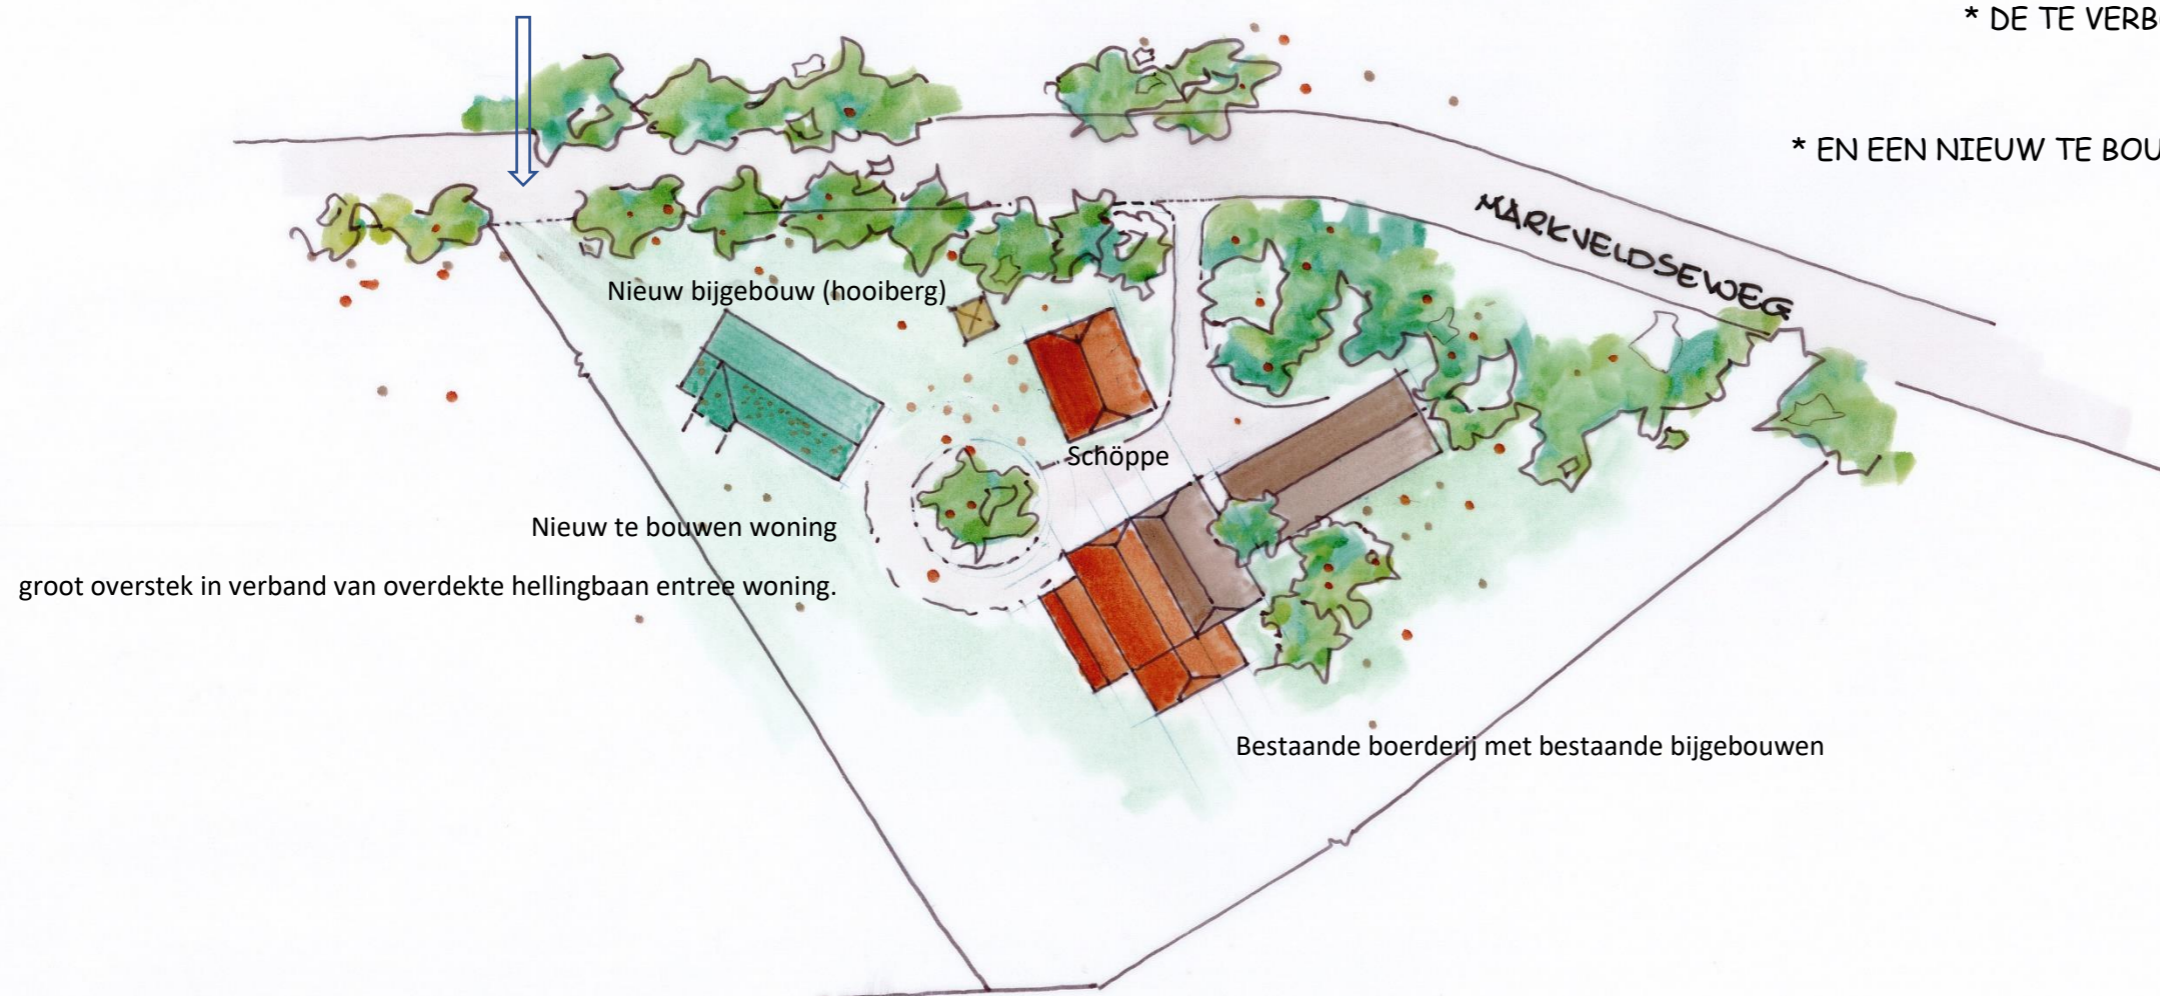 * DE TE VERB
* EN EEN NIEUW TE BOU
MARKVELDSEWEG
Nieuw bijgebouw (hooiberg)
Schöppe
Nieuw te bouwen woning
groot overstek in verband van overdekte hellingbaan entree woning.
Bestaande boerderij met bestaande bijgebouwen